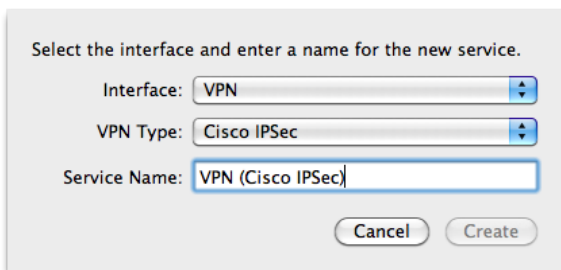 Select the interface and enter a name for the new service.
Interface: VPN
VPN Type: Cisco IPSec
Service Name: VPN (Cisco IPSec)
Cancel Create